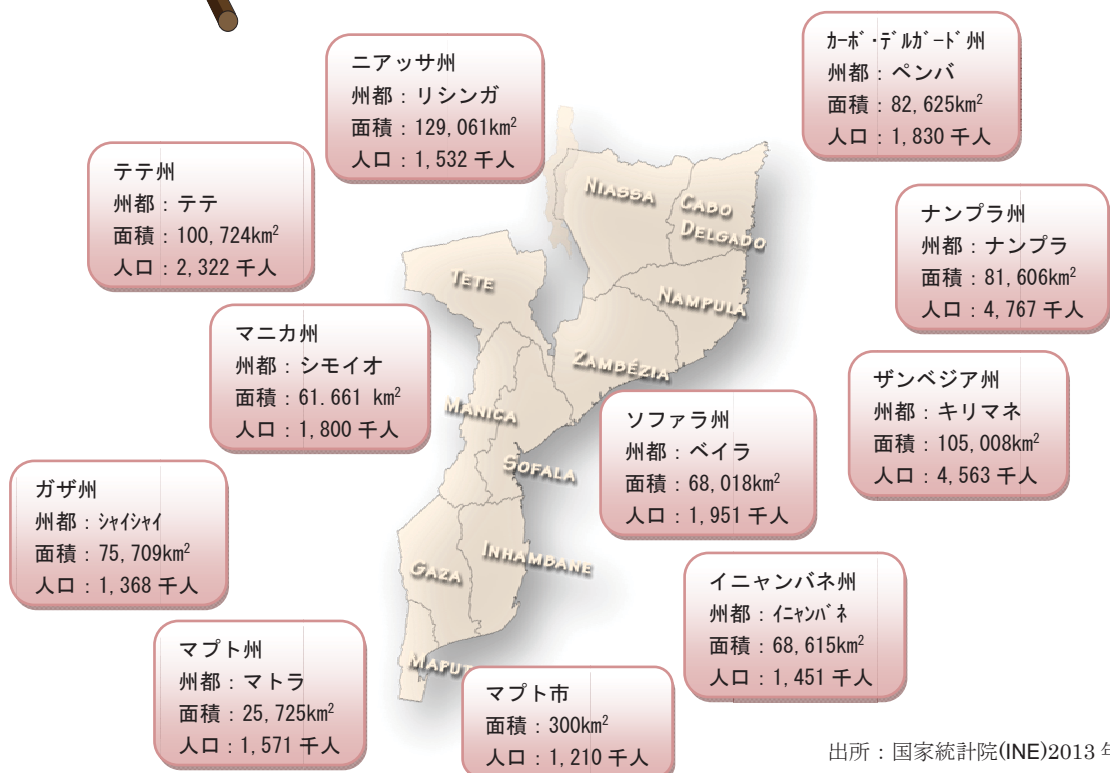 ニアッサ州
州都：リシンガ
面積：129,061km²
人口：1,532 千人
カーボ・デルガード州
州都：ペンバ
面積：82,625km²
人口：1,830 千人
テテ州
州都：テテ
面積：100,724km²
人口：2,322 千人
ナンプラ州
州都：ナンプラ
面積：81,606km²
人口：4,767 千人
マニカ州
州都：シモイオ
面積：61.661 km²
人口：1,800 千人
ザンベジア州
州都：キリマネ
面積：105,008km²
人口：4,563 千人
ソファラ州
州都：ベイラ
面積：68,018km²
人口：1,951 千人
ガザ州
州都：シャイシャイ
面積：75,709km²
人口：1,368 千人
イニャンバネ州
州都：イニャンバネ
面積：68,615km²
人口：1,451 千人
マプト州
州都：マトラ
面積：25,725km²
人口：1,571 千人
マプト市
面積：300km²
人口：1,210 千人
NIASSA
CABO
DELGADO
TETE
NAMPULA
ZAMBÉZIA
MANICA
SOFALA
INHAMBANE
GAZA
MAPUT
出所：国家統計院(INE)2013 年